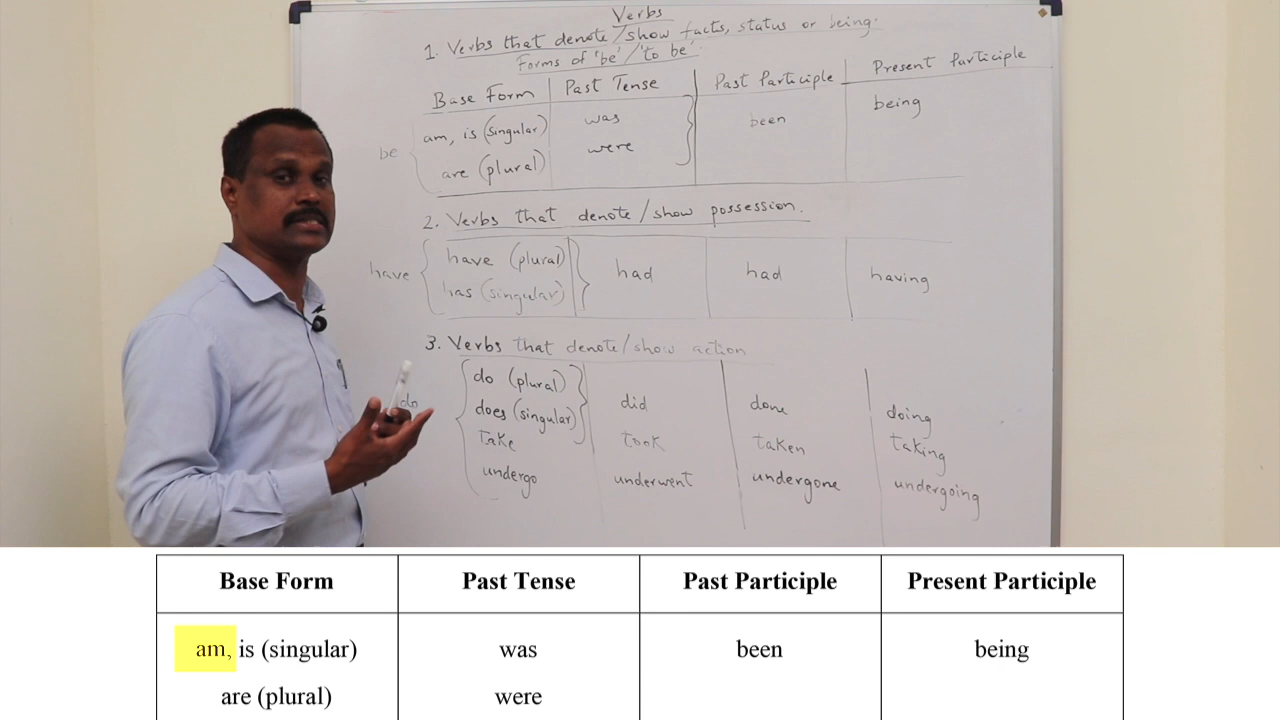 Verbs
1. Verbs that denote/show facts, status or being.
Forms of 'be'/'to be'.
Base Form Past Tense Past Participle Present Participle
be am, is (singular) was been being
are (plural) were
2. Verbs that denote/show possession.
have have (plural) had had having
has (singular)
3. Verbs that denote/show action
do do (plural) did done doing
does (singular)
take took taken taking
undergo underwent undergone undergoing
Base Form Past Tense Past Participle Present Participle
am, is (singular) was been being
are (plural) were